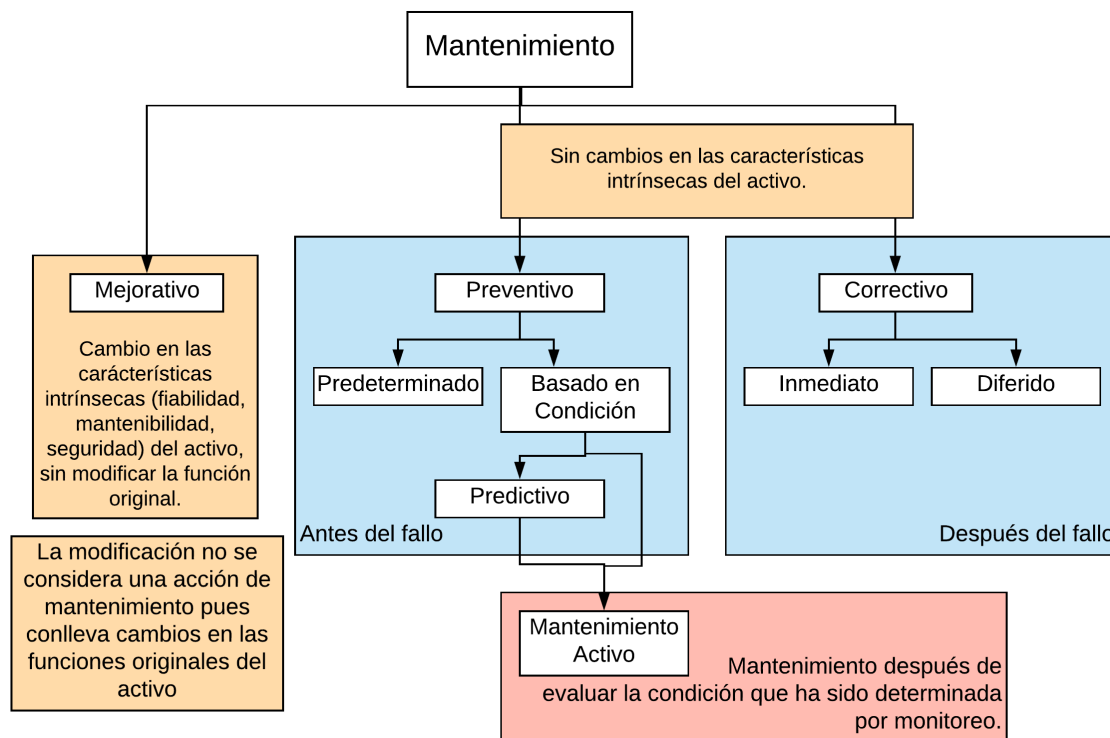 Mantenimiento
Sin cambios en las características
intrínsecas del activo.
Mejorativo
Cambio en las
carácterísticas
intrínsecas (fiabilidad,
mantenibilidad,
seguridad) del activo,
sin modificar la función
original.
La modificación no se
considera una acción de
mantenimiento pues
conlleva cambios en las
funciones originales del
activo
Preventivo
Predeterminado
Basado en
Condición
Predictivo
Antes del fallo
Correctivo
Inmediato
Diferido
Después del fallo
Mantenimiento
Activo
Mantenimiento después de
evaluar la condición que ha sido determinada
por monitoreo.